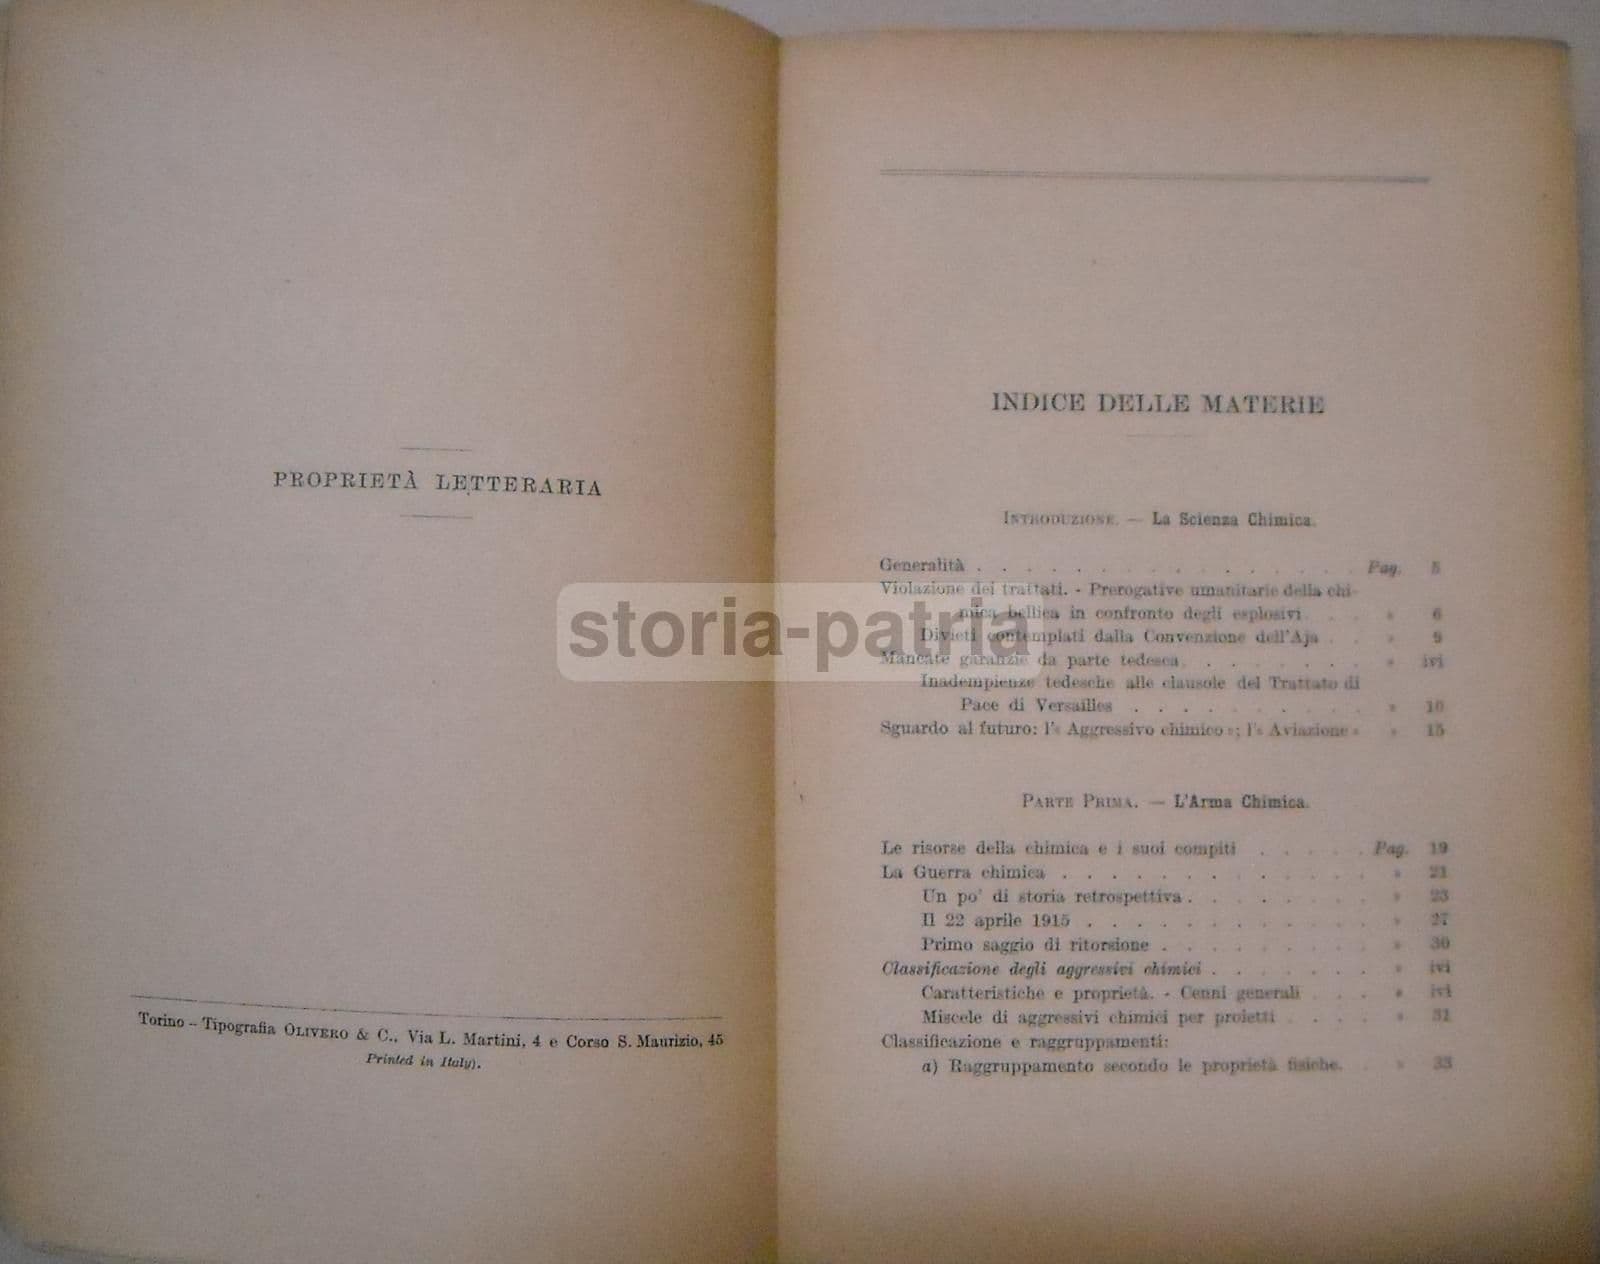 PROPRIETÀ LETTERARIA
Torino – Tipografia OLIVERO & C., Via L. Martini, 4 e Corso S. Maurizio, 45
Printed in Italy).
INDICE DELLE MATERIE
INTRODUZIONE. — La Scienza Chimica.
Generalità . . . . . . . . . . . . . . . . Pag. 5
Violazione dei trattati. - Prerogative umanitarie della chi-
mica bellica in confronto degli esplosivi . . . » 6
Divieti contemplati dalla Convenzione dell'Aja . . » 9
Mancate garanzie da parte tedesca . . . . . . . . » ivi
Inadempienze tedesche alle clausole del Trattato di
Pace di Versailles . . . . . . . . . . » 10
Sguardo al futuro: l'« Aggressivo chimico »; l'« Aviazione » » 15
PARTE PRIMA. — L'Arma Chimica.
Le risorse della chimica e i suoi compiti . . . . . Pag. 19
La Guerra chimica . . . . . . . . . . . . . » 21
Un po' di storia retrospettiva . . . . . . . . » 23
Il 22 aprile 1915 . . . . . . . . . . . . » 27
Primo saggio di ritorsione . . . . . . . . . » 30
Classificazione degli aggressivi chimici . . . . . . . » ivi
Caratteristiche e proprietà. - Cenni generali . . . » ivi
Miscele di aggressivi chimici per proietti . . . . » 31
Classificazione e raggruppamenti:
a) Raggruppamento secondo le proprietà fisiche. . » 33
storia-patria